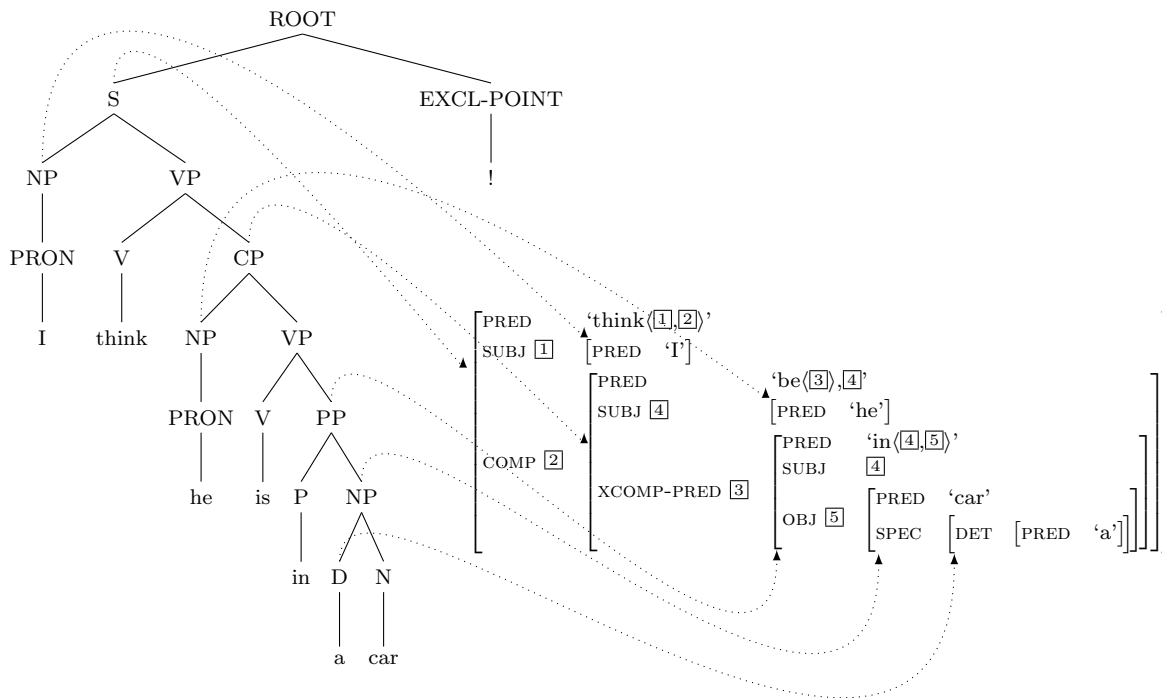 ROOT
S EXCL-POINT
NP VP !
PRON V CP
I think NP VP
PRON V PP
he is P NP
in D N
a car
PRED ‘think⟨1,2⟩’
SUBJ 1 [PRED ‘I’]
COMP 2
PRED ‘be⟨3⟩,4’
SUBJ 4 [PRED ‘he’]
XCOMP-PRED 3
PRED ‘in⟨4,5⟩’
SUBJ 4
OBJ 5
PRED ‘car’
SPEC [DET [PRED ‘a’]]